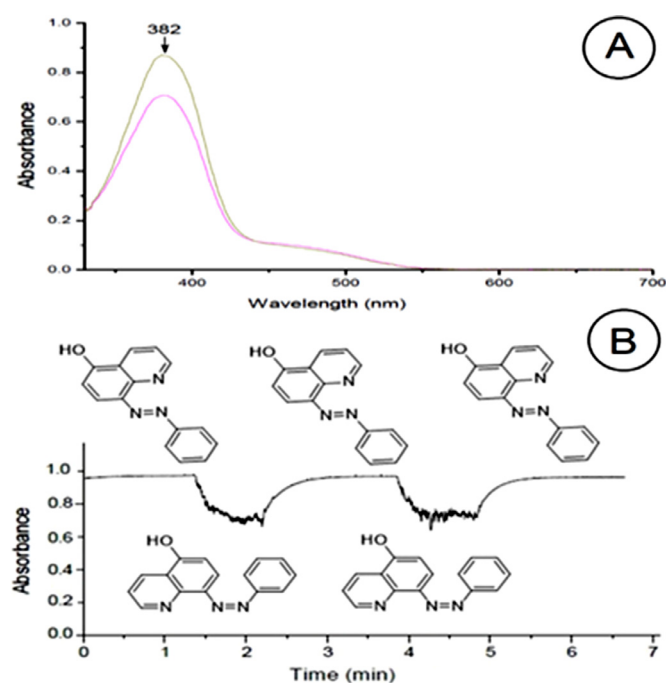 1.0
382
A
0.8
0.6
0.4
0.2
0.0
Absorbance
400 500 600 700
Wavelength (nm)
B
HO HO HO
N N N
N=N N=N N=N
1.0
0.8
0.6
0.4
0.2
0.0
Absorbance
HO HO
N N=N N N=N
0 1 2 3 4 5 6 7
Time (min)